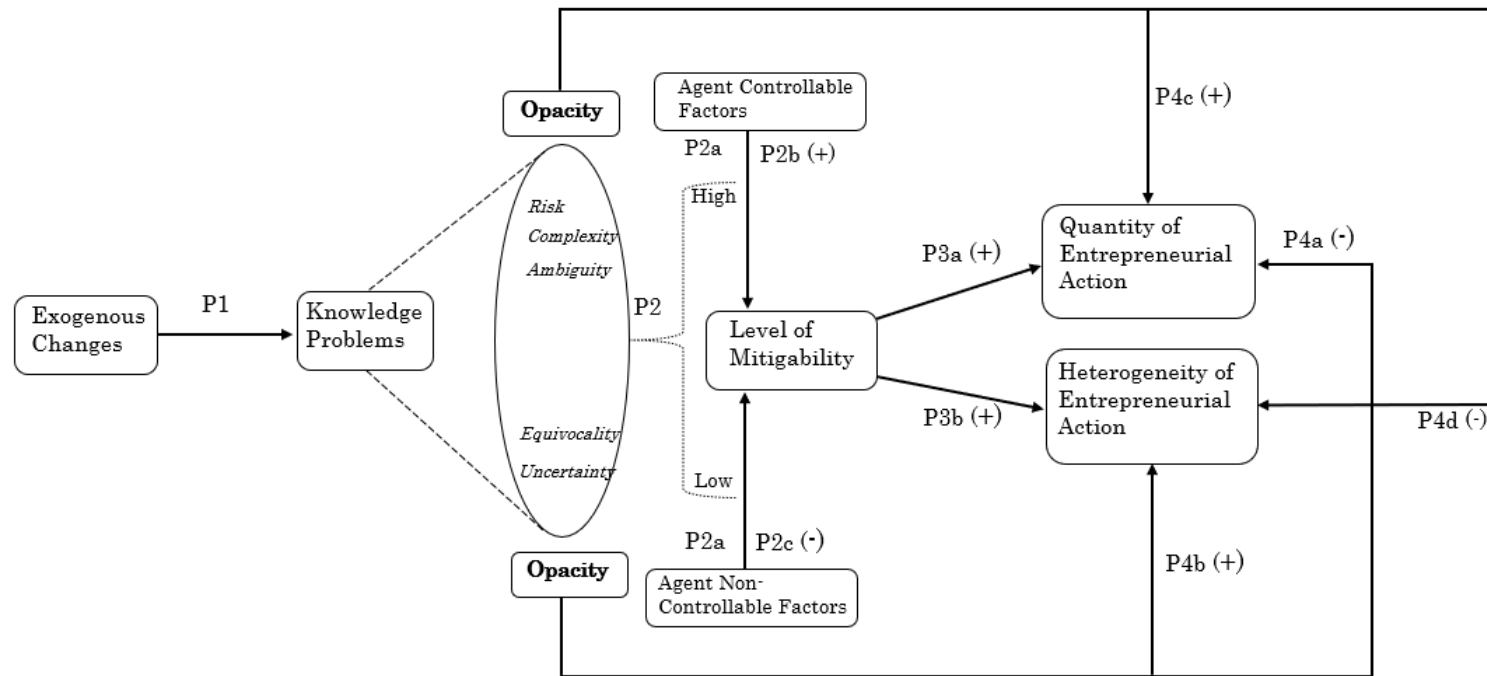 Opacity
Agent Controllable
Factors
P4c (+)
P2a
P2b (+)
High
Risk
Complexity
Ambiguity
Quantity of
Entrepreneurial
Action
P3a (+)
P4a (-)
P1
P2
Exogenous
Changes
Knowledge
Problems
Level of
Mitigability
Heterogeneity of
Entrepreneurial
Action
P3b (+)
P4d (-)
Equivocality
Uncertainty
Low
P2a
P2c (-)
P4b (+)
Opacity
Agent Non-
Controllable Factors